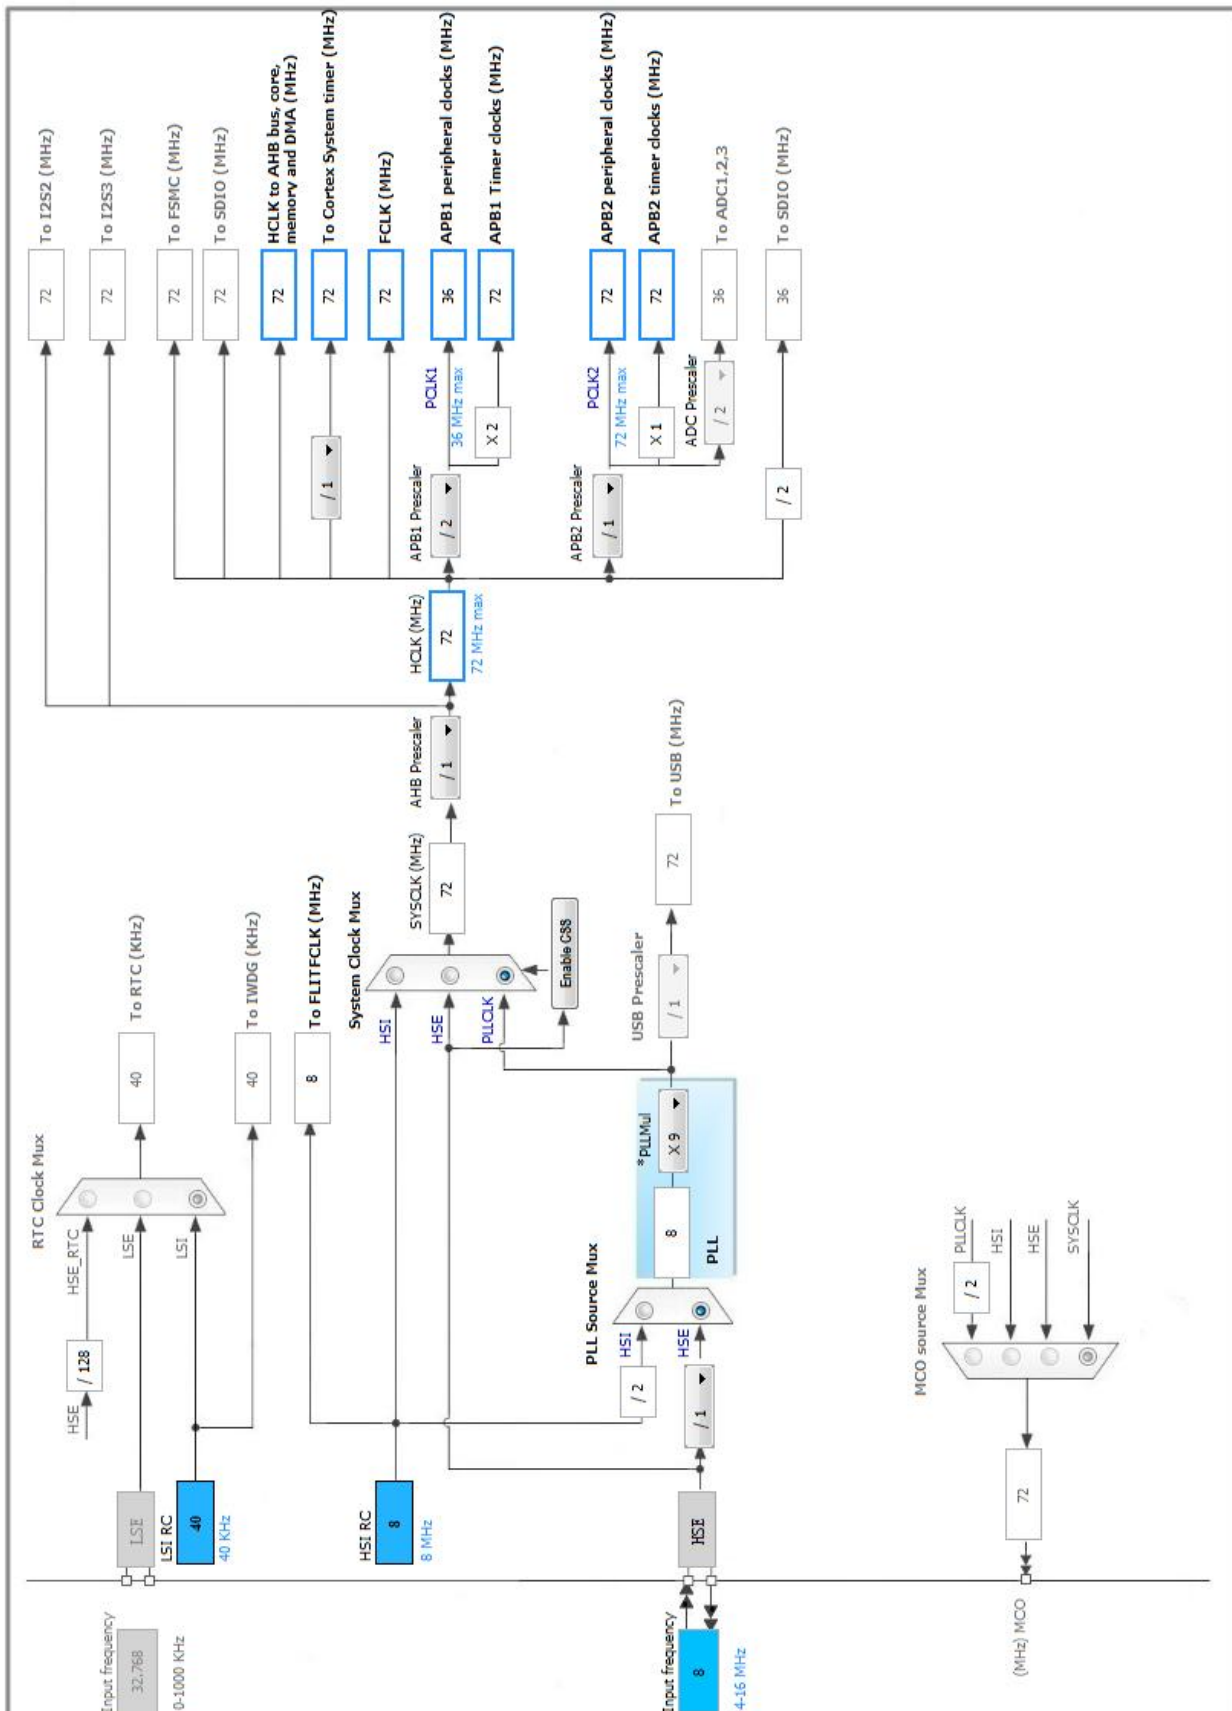 Input frequency
32.768
0-1000 KHz
LSE
LSI RC
40
40 KHz
HSE
/ 128
HSE_RTC
LSE
LSI
RTC Clock Mux
40
To RTC (KHz)
40
To IWDG (KHz)
HSI RC
8
8 MHz
8
To FLITFCLK (MHz)
System Clock Mux
HSI
HSE
PLLCLK
Enable CSS
SYSCLK (MHz)
72
AHB Prescaler
/ 1
HCLK (MHz)
72
72 MHz max
72
To I2S2 (MHz)
72
To I2S3 (MHz)
72
To FSMC (MHz)
72
To SDIO (MHz)
72
HCLK to AHB bus, core,
memory and DMA (MHz)
/ 1
72
To Cortex System timer (MHz)
72
FCLK (MHz)
APB1 Prescaler
/ 2
PCLK1
36 MHz max
36
APB1 peripheral clocks (MHz)
X 2
72
APB1 Timer clocks (MHz)
APB2 Prescaler
/ 1
PCLK2
72 MHz max
72
APB2 peripheral clocks (MHz)
X 1
72
APB2 timer clocks (MHz)
ADC Prescaler
/ 2
36
To ADC1,2,3
/ 2
36
To SDIO (MHz)
Input frequency
8
4-16 MHz
HSE
/ 2
/ 1
PLL Source Mux
HSI
HSE
8
*PLLMul
X 9
PLL
USB Prescaler
/ 1
72
To USB (MHz)
(MHz) MCO
72
MCO source Mux
/ 2
PLLCLK
HSI
HSE
SYSCLK